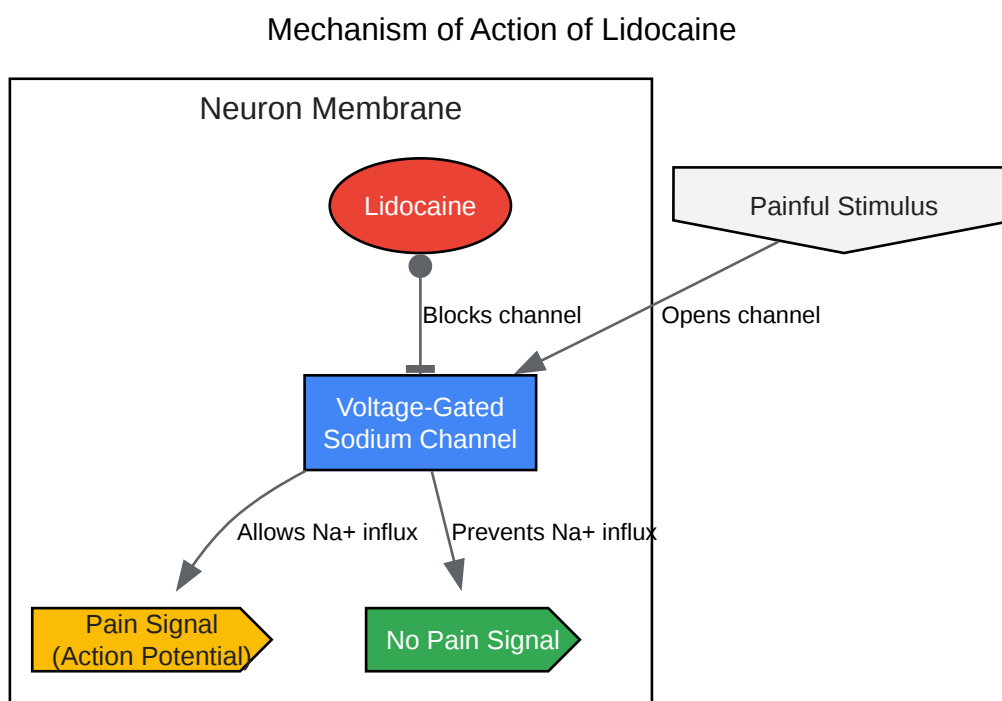 Mechanism of Action of Lidocaine
Neuron Membrane
Lidocaine
Painful Stimulus
Blocks channel
Opens channel
Voltage-Gated
Sodium Channel
Allows Na+ influx
Prevents Na+ influx
Pain Signal
(Action Potential)
No Pain Signal